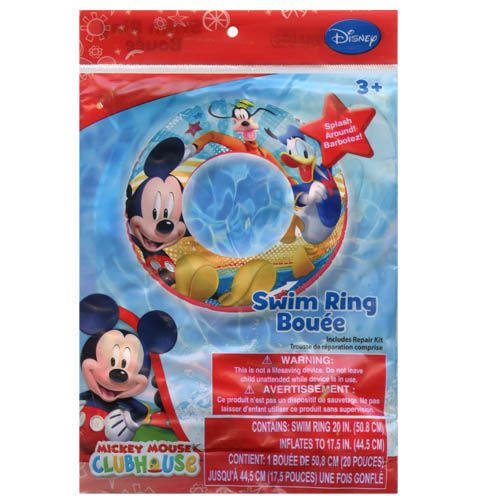 Disney
3+
Splash
Around!
Barbotez!
Swim Ring
Bouée
Includes Repair Kit
Trousse de réparation comprise
WARNING:
This is not a lifesaving device. Do not leave
child unattended while device is in use.
AVERTISSEMENT:
Ce produit n'est pas un dispositif de sauvetage. Ne pas
laisser d'enfant utiliser ce produit sans supervision.
CONTAINS: SWIM RING 20 IN. (50.8 CM)
INFLATES TO 17.5 IN. (44.5 CM)
CONTIENT: 1 BOUÉE DE 50,8 CM (20 POUCES)
JUSQU'À 44,5 CM (17,5 POUCES) UNE FOIS GONFLÉ
MICKEY MOUSE
CLUBHOUSE